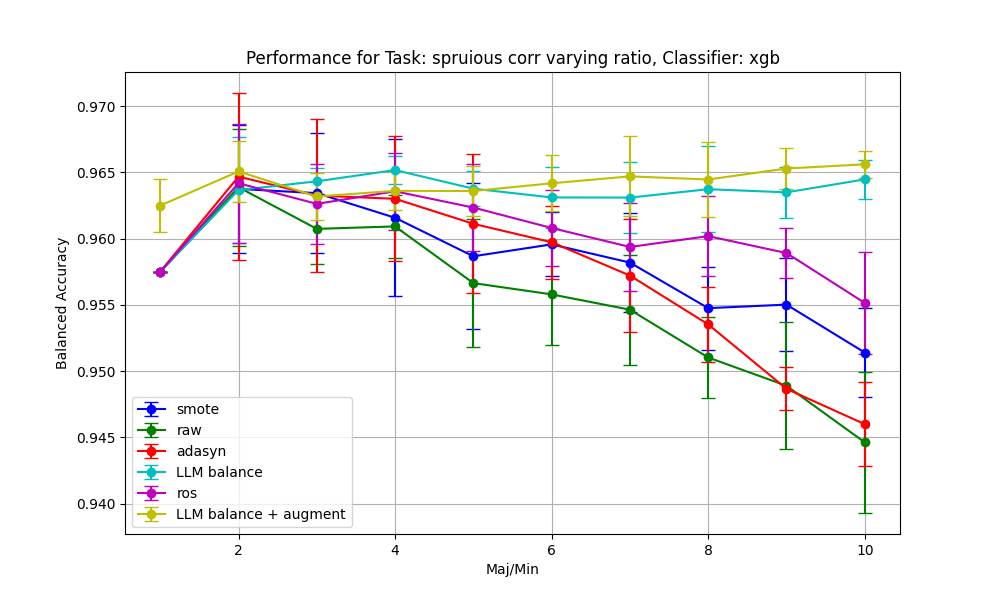 Performance for Task: spruious corr varying ratio, Classifier: xgb
Balanced Accuracy
0.970
0.965
0.960
0.955
0.950
0.945
0.940
smote
raw
adasyn
LLM balance
ros
LLM balance + augment
2 4 6 8 10
Maj/Min